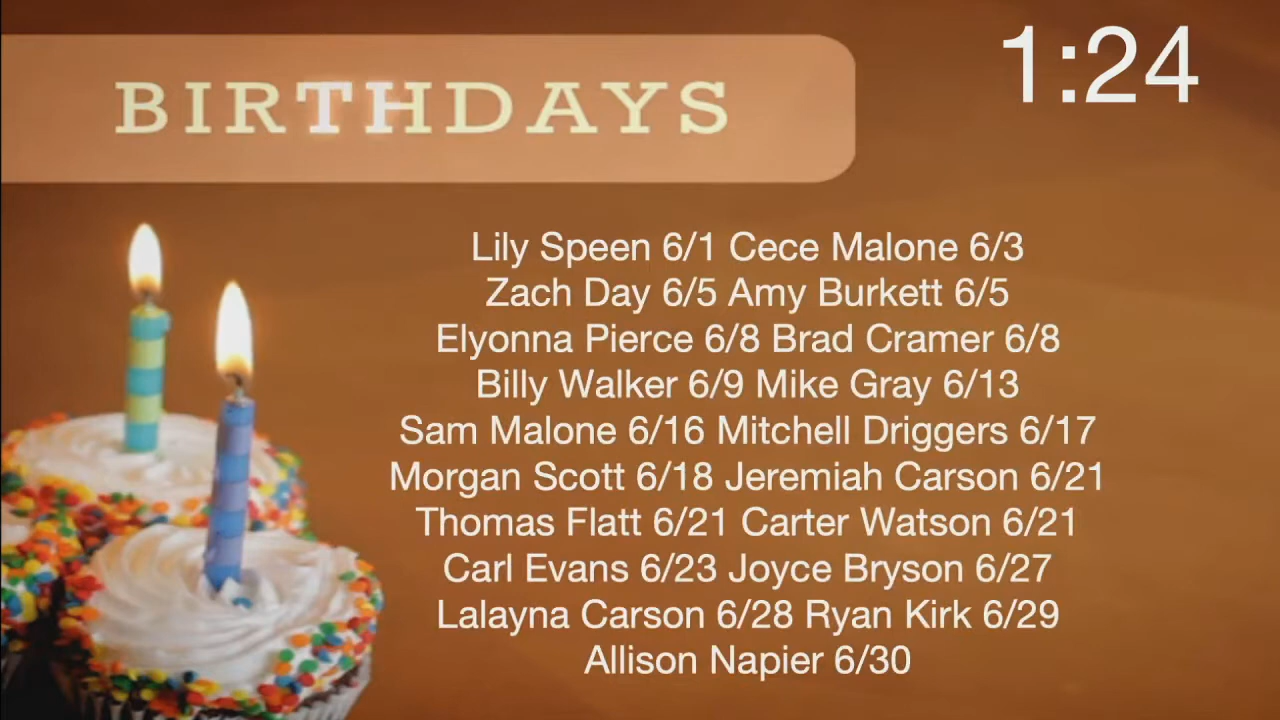 BIRTHDAYS
1:24
Lily Speen 6/1 Cece Malone 6/3
Zach Day 6/5 Amy Burkett 6/5
Elyonna Pierce 6/8 Brad Cramer 6/8
Billy Walker 6/9 Mike Gray 6/13
Sam Malone 6/16 Mitchell Driggers 6/17
Morgan Scott 6/18 Jeremiah Carson 6/21
Thomas Flatt 6/21 Carter Watson 6/21
Carl Evans 6/23 Joyce Bryson 6/27
Lalayna Carson 6/28 Ryan Kirk 6/29
Allison Napier 6/30